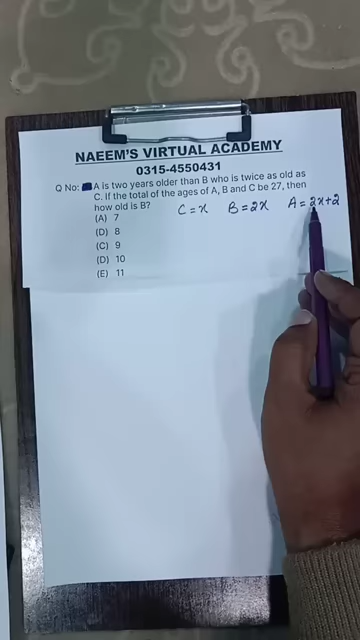 NAEEM'S VIRTUAL ACADEMY
0315-4550431
Q No: A is two years older than B who is twice as old as
C. If the total of the ages of A, B and C be 27, then
how old is B? C = x B = 2x A = 2x+2
(A) 7
(D) 8
(C) 9
(D) 10
(E) 11